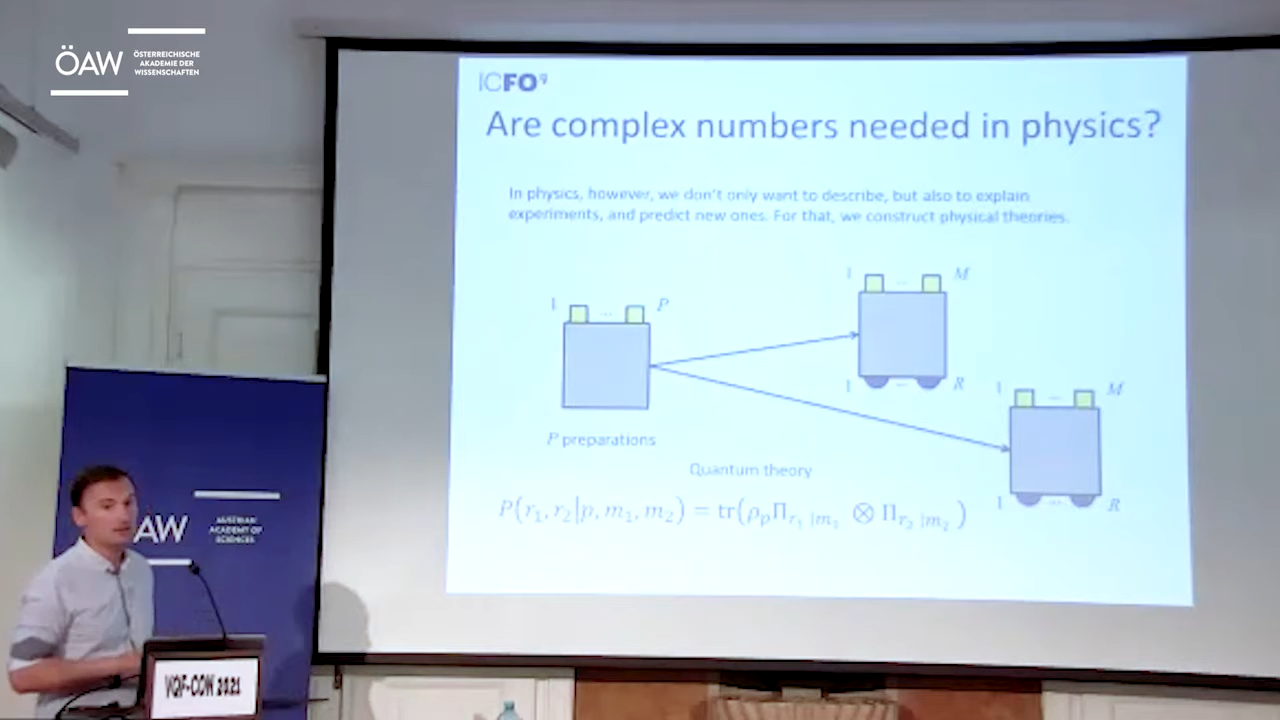 ÖAW
ÖSTERREICHISCHE
AKADEMIE DER
WISSENSCHAFTEN
ICFO
Are complex numbers needed in physics?
In physics, however, we don't only want to describe, but also to explain
experiments, and predict new ones. For that, we construct physical theories.
1 ... M
1 ... P
1 ... R
1 ... M
P preparations
Quantum theory
1 ... R
P(r₁, r₂|p, m₁, m₂) = tr(ρₚΠ_{r₁|m₁} ⊗ Π_{r₂|m₂})
AW
AUSTRIAN
ACADEMY OF
SCIENCES
VQF-CON 2021